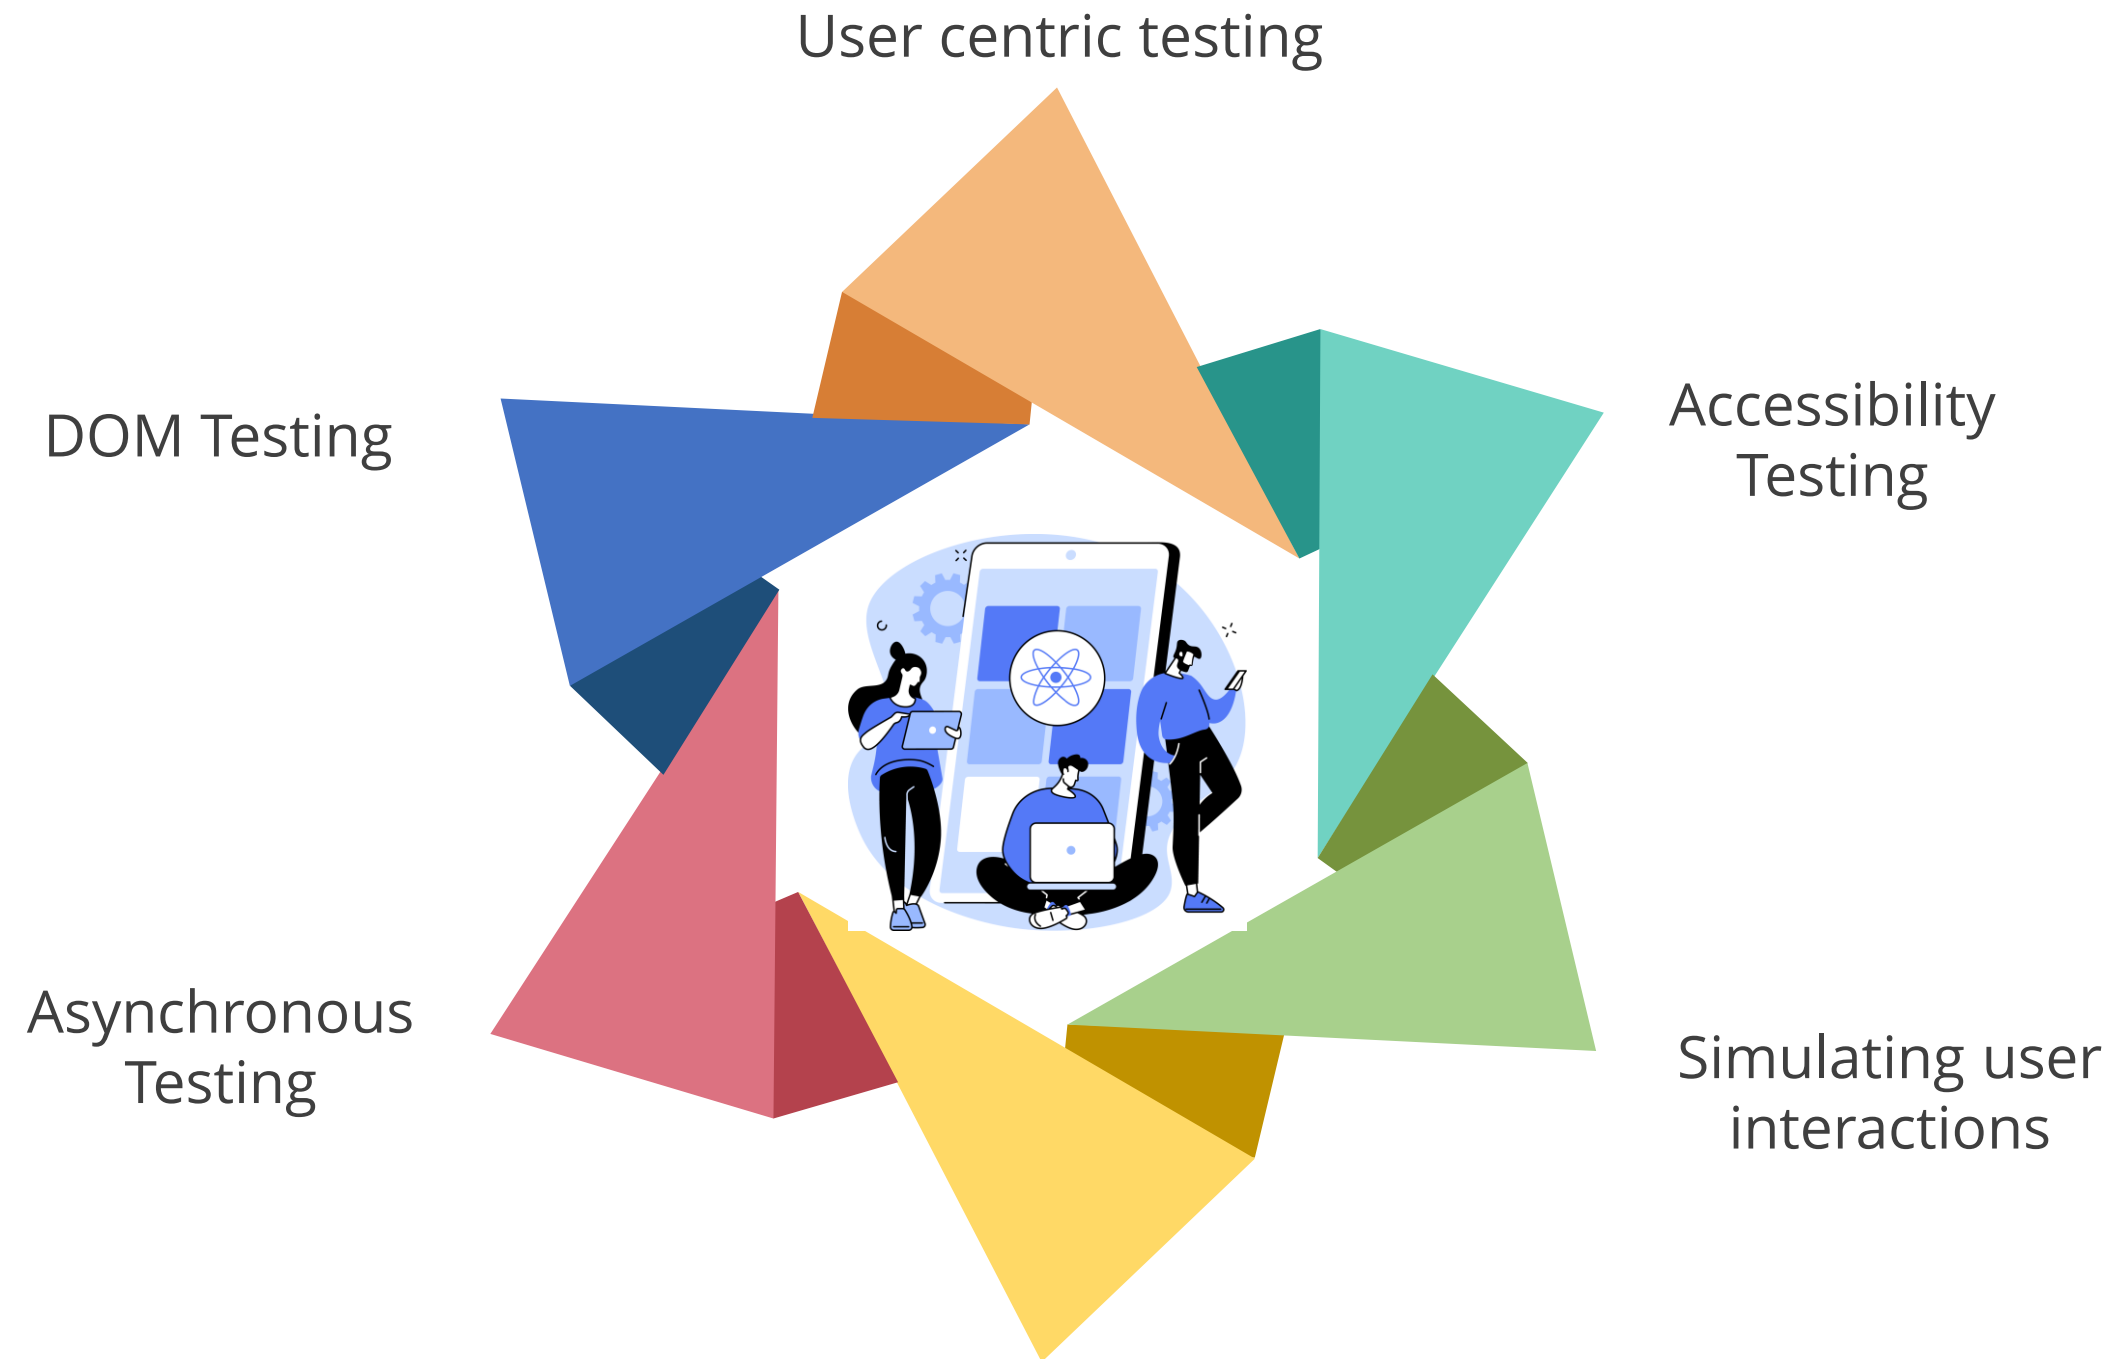 User centric testing
Accessibility
Testing
DOM Testing
Asynchronous
Testing
Simulating user
interactions